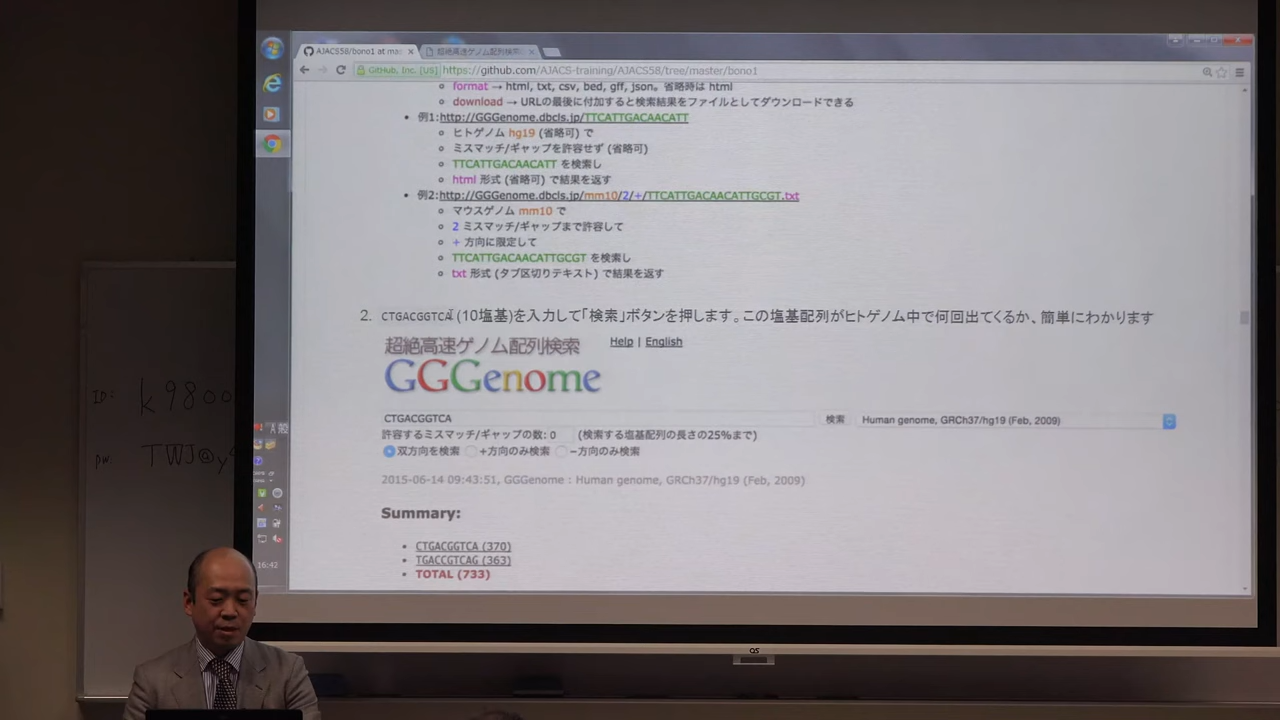 AJACS58/bono1 at mas
超絶高速ゲノム配列検索
GitHub, Inc. [US] https://github.com/AJACS-training/AJACS58/tree/master/bono1
format → html, txt, csv, bed, gff, json。省略時は html
download → URLの最後に付加すると検索結果をファイルとしてダウンロードできる
例1:http://GGGenome.dbcls.jp/TTCATTGACAACATT
ヒトゲノム hg19 (省略可) で
ミスマッチ/ギャップを許容せず (省略可)
TTCATTGACAACATT を検索し
html 形式 (省略可) で結果を返す
例2:http://GGGenome.dbcls.jp/mm10/2/+/TTCATTGACAACATTGCGT.txt
マウスゲノム mm10 で
2 ミスマッチ/ギャップまで許容して
+ 方向に限定して
TTCATTGACAACATTGCGT を検索し
txt 形式 (タブ区切りテキスト) で結果を返す
2. CTGACGGTCA (10塩基)を入力して「検索」ボタンを押します。この塩基配列がヒトゲノム中で何回出てくるか、簡単にわかります
超絶高速ゲノム配列検索 Help | English
GGGenome
CTGACGGTCA 検索 Human genome, GRCh37/hg19 (Feb, 2009)
許容するミスマッチ/ギャップの数: 0 (検索する塩基配列の長さの25%まで)
双方向を検索 +方向のみ検索 −方向のみ検索
2015-06-14 09:43:51, GGGenome : Human genome, GRCh37/hg19 (Feb, 2009)
Summary:
CTGACGGTCA (370)
TGACCGTCAG (363)
TOTAL (733)
16:42
ID: k9800
pw. TWJ@y
OS